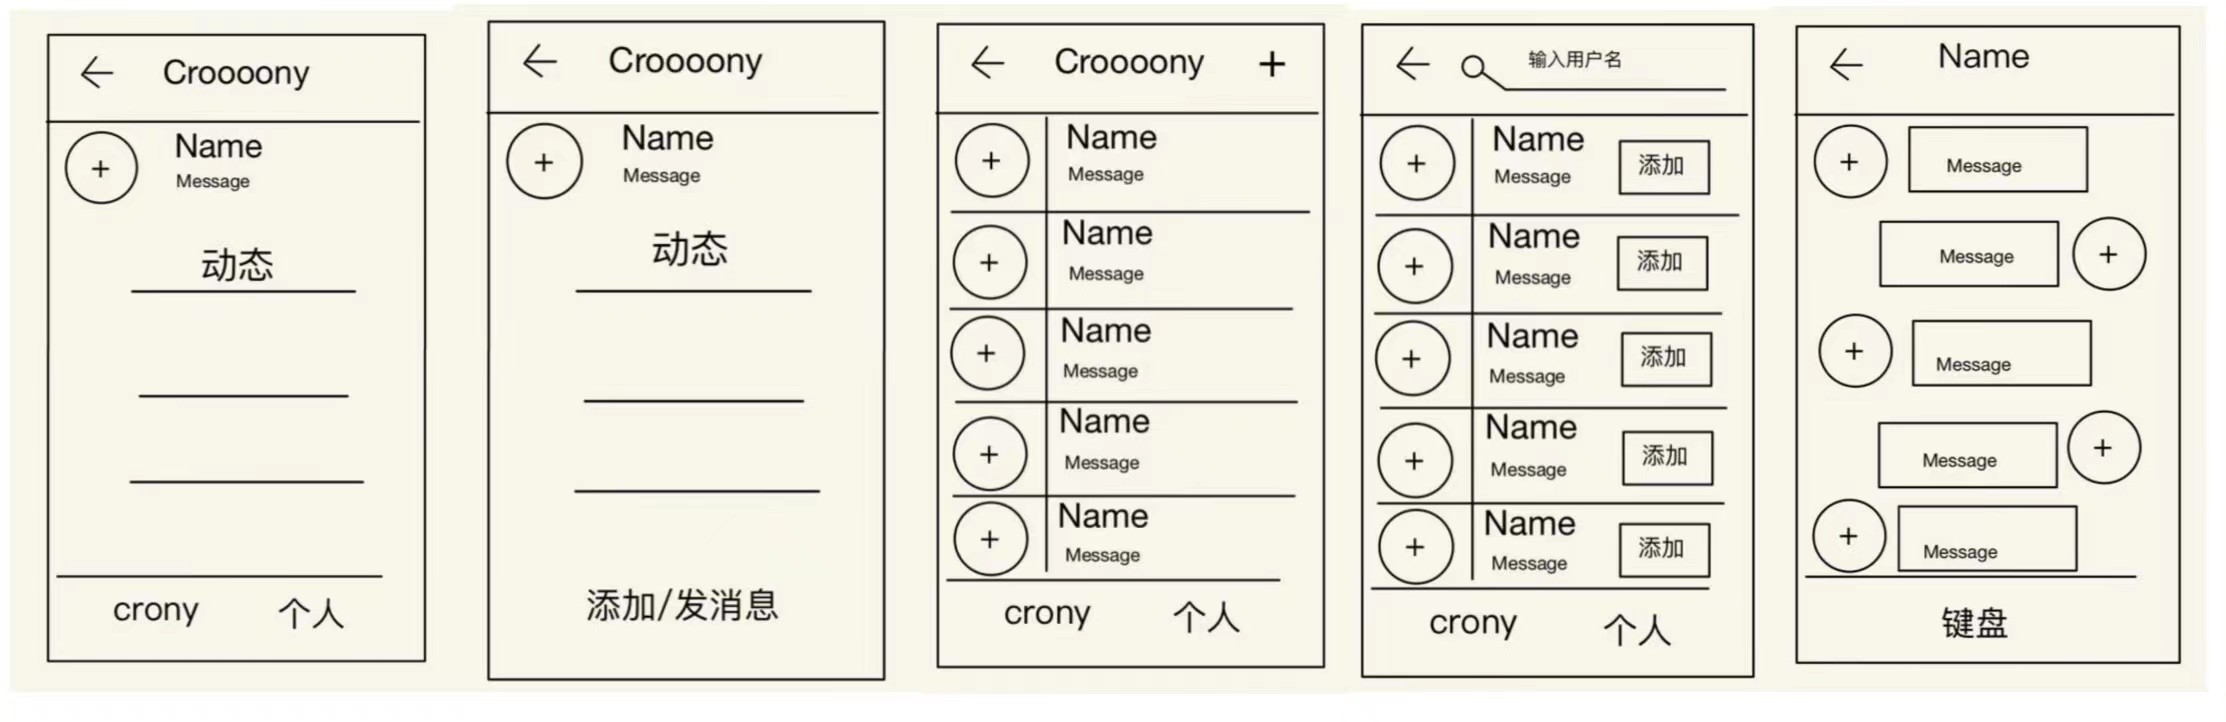 Croooony
+
Name
Message
动态
crony 个人
Croooony
+
Name
Message
动态
添加/发消息
Croooony +
+
Name
Message
+
Name
Message
+
Name
Message
+
Name
Message
+
Name
Message
crony 个人
输入用户名
+
Name
Message
添加
+
Name
Message
添加
+
Name
Message
添加
+
Name
Message
添加
+
Name
Message
添加
crony 个人
Name
+ Message
Message +
+ Message
Message +
+ Message
键盘